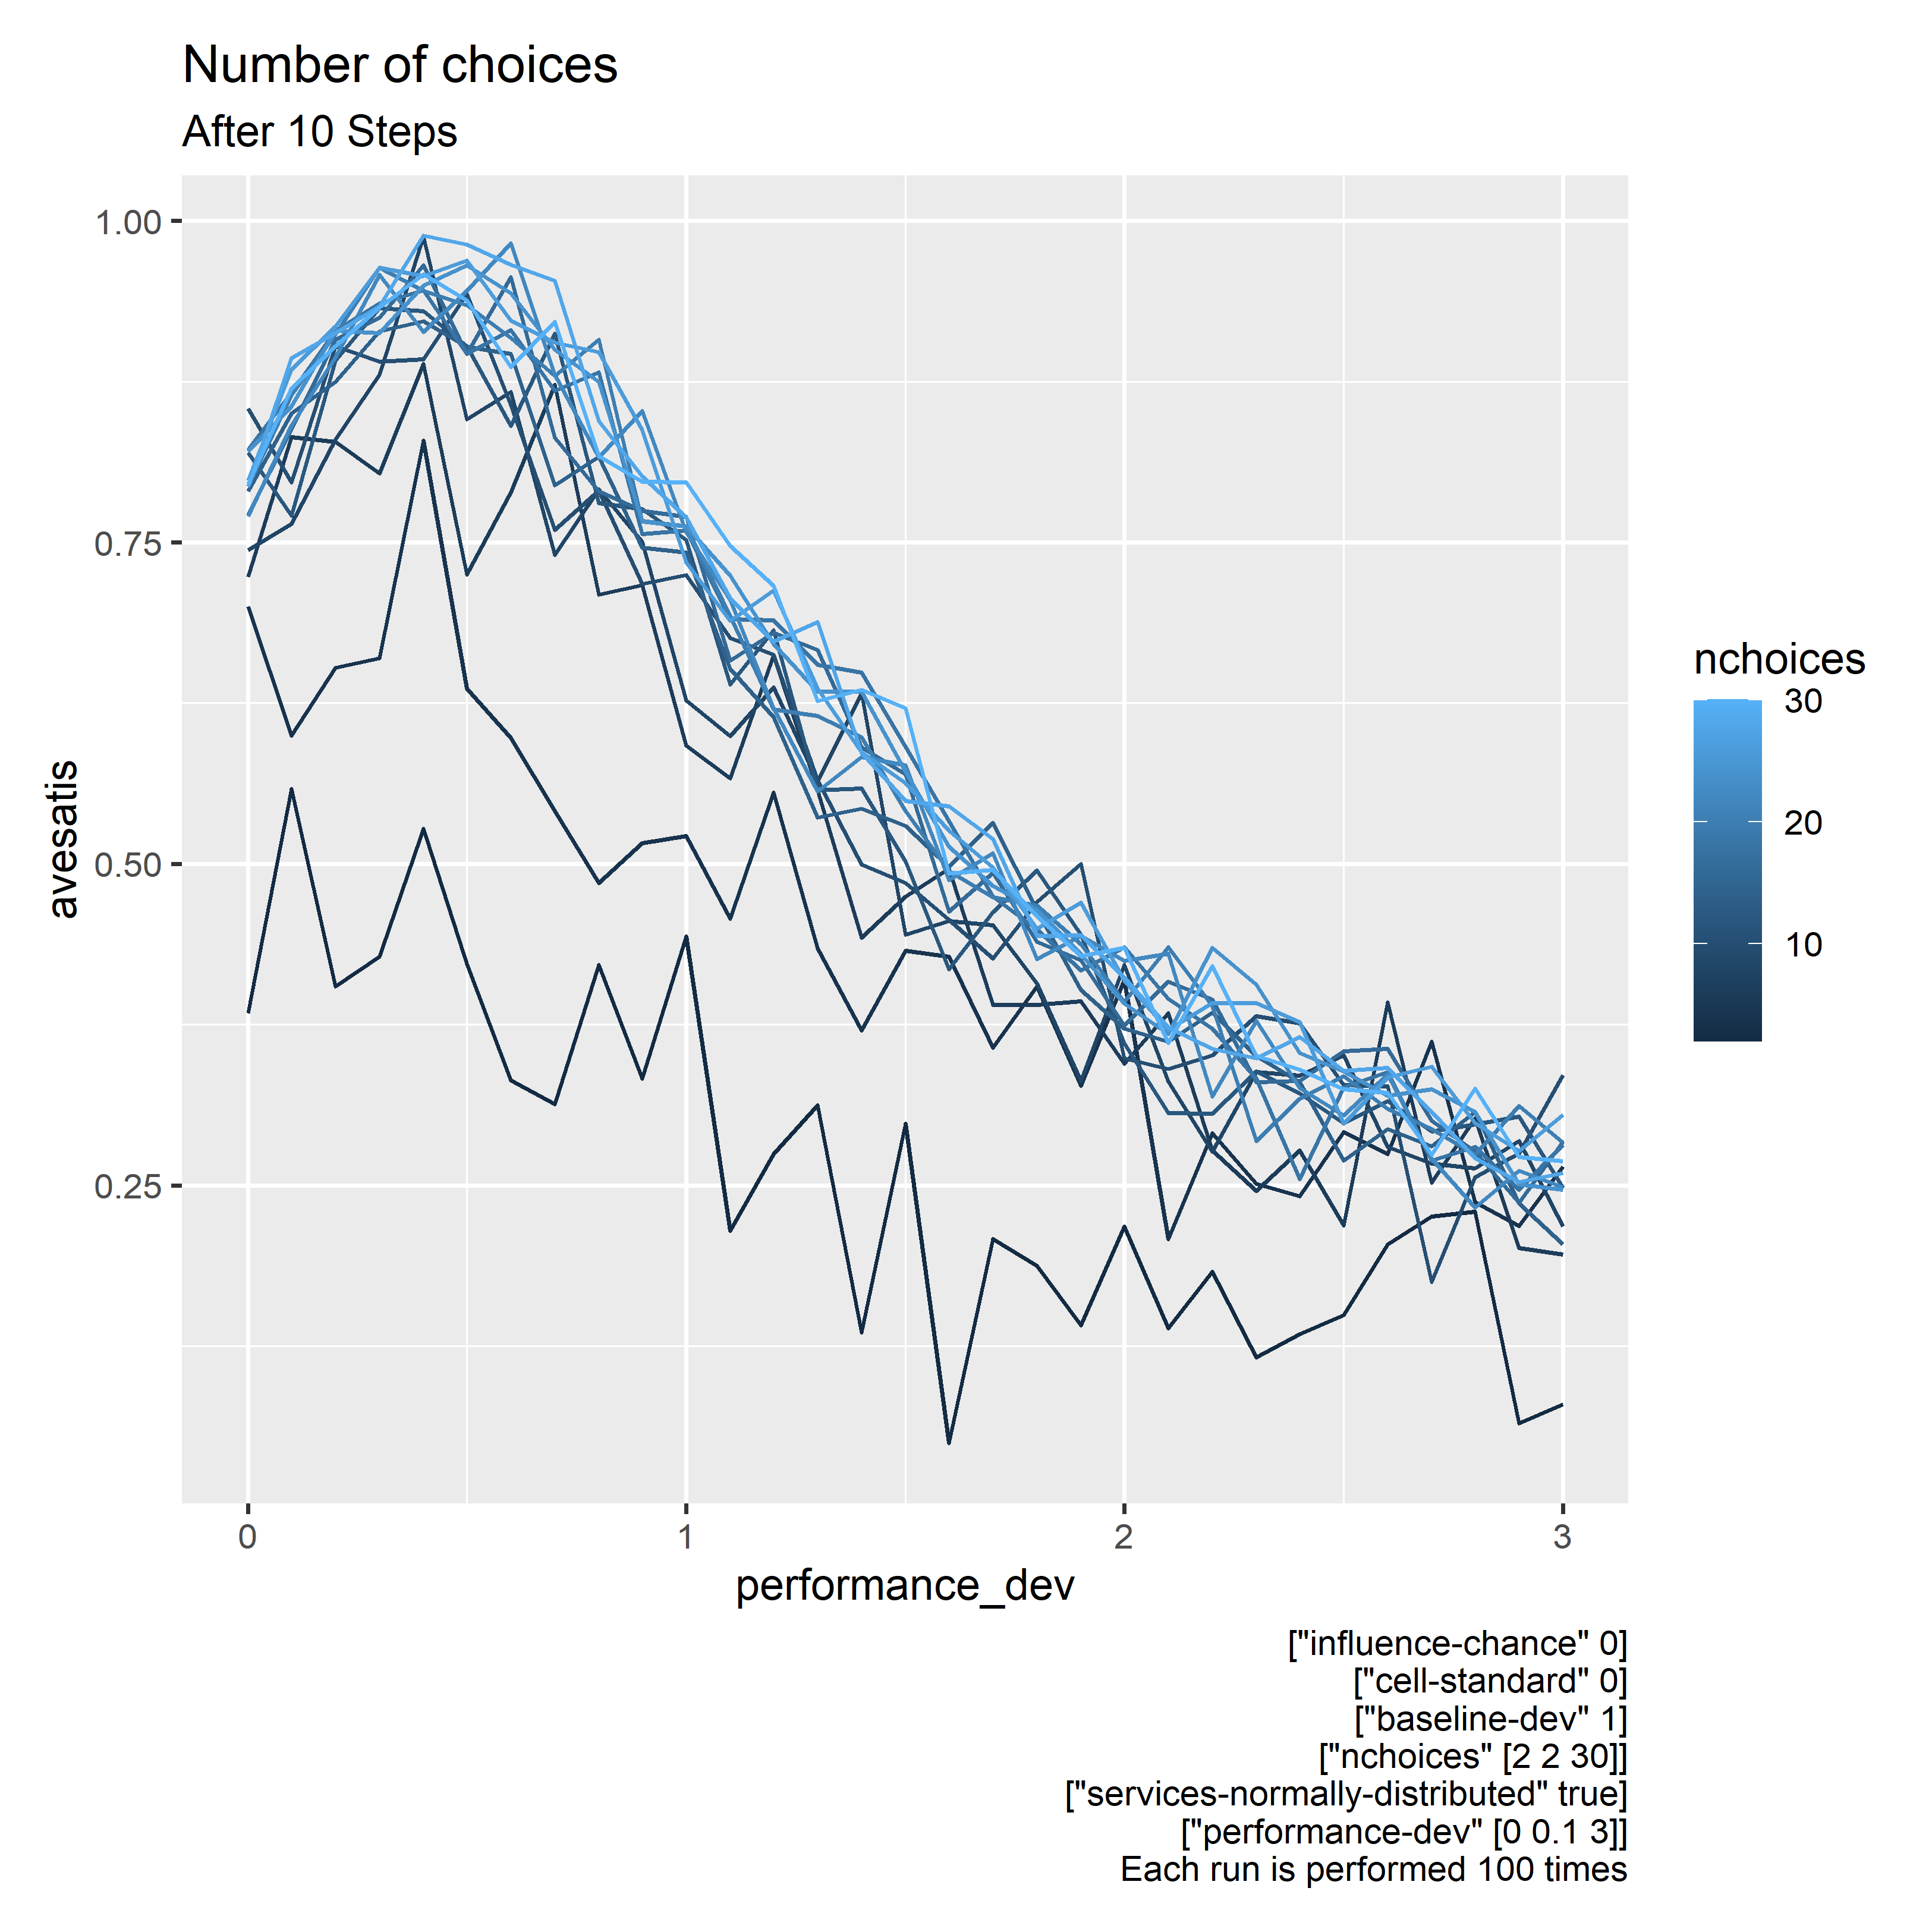 Number of choices
After 10 Steps
1.00
0.75
0.50
0.25
avesatis
0
1
2
3
performance_dev
nchoices
30
20
10
["influence-chance" 0]
["cell-standard" 0]
["baseline-dev" 1]
["nchoices" [2 2 30]]
["services-normally-distributed" true]
["performance-dev" [0 0.1 3]]
Each run is performed 100 times